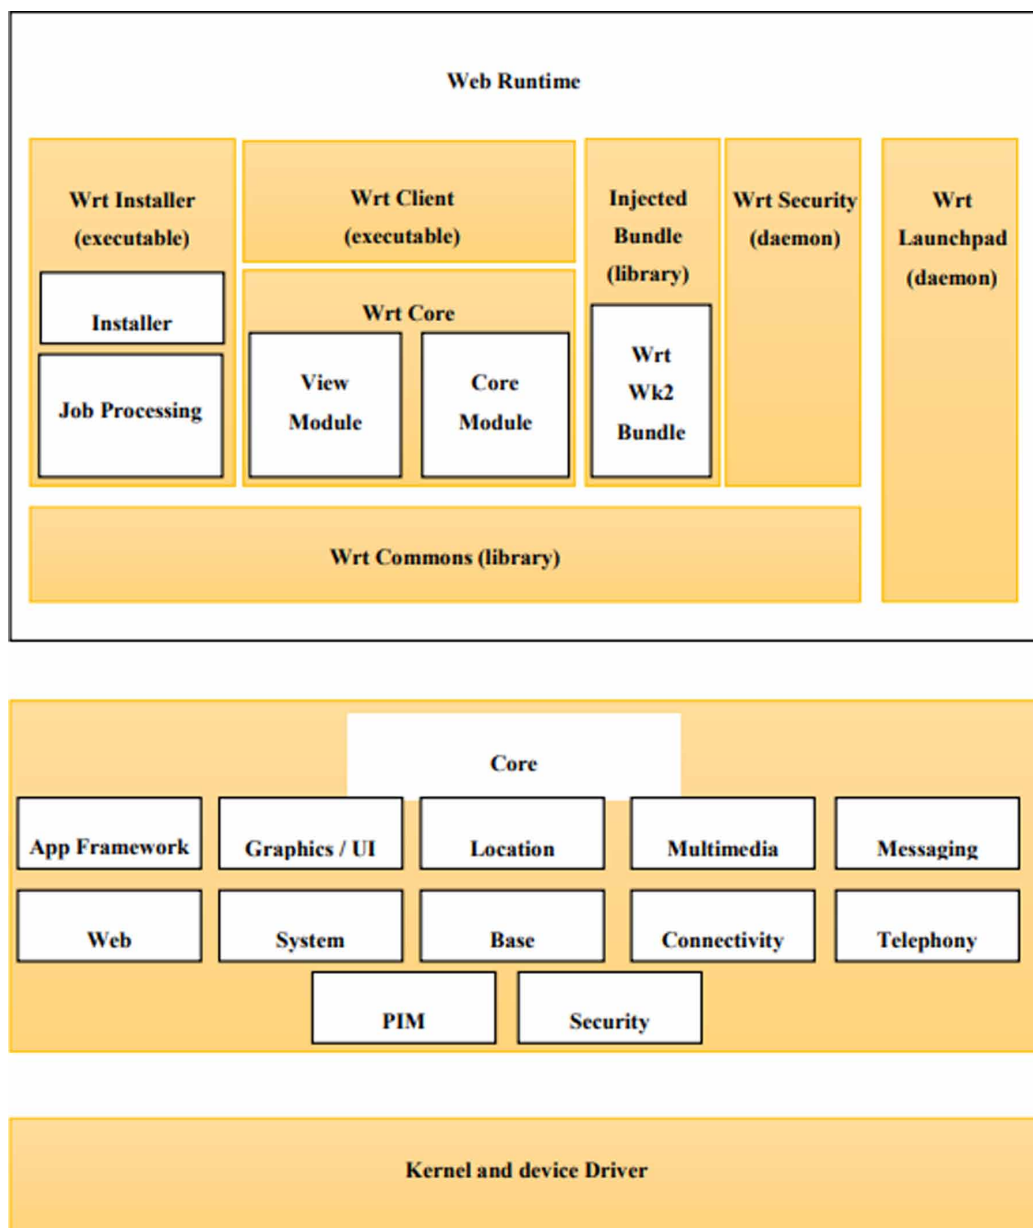 Web Runtime
Wrt Installer
(executable)
Installer
Job Processing
Wrt Client
(executable)
Wrt Core
View
Module
Core
Module
Injected
Bundle
(library)
Wrt
Wk2
Bundle
Wrt Security
(daemon)
Wrt
Launchpad
(daemon)
Wrt Commons (library)
Core
App Framework
Graphics / UI
Location
Multimedia
Messaging
Web
System
Base
Connectivity
Telephony
PIM
Security
Kernel and device Driver